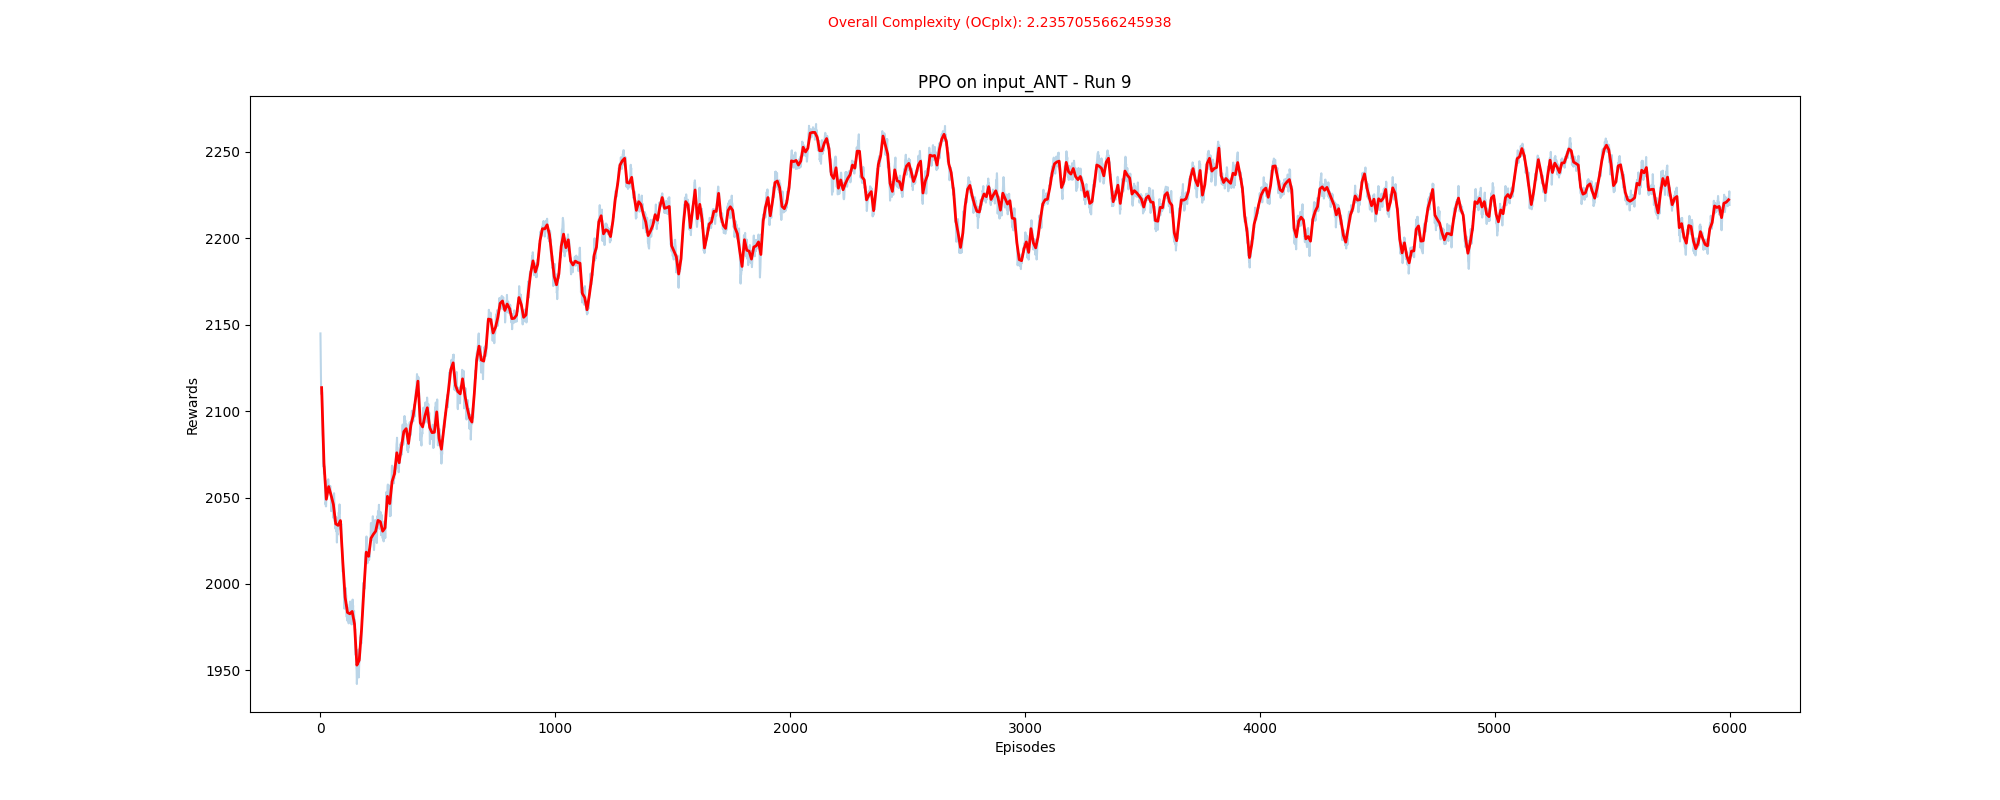 Overall Complexity (OCplx): 2.235705566245938
PPO on input_ANT - Run 9
Rewards
2250
2200
2150
2100
2050
2000
1950
0 1000 2000 3000 4000 5000 6000
Episodes